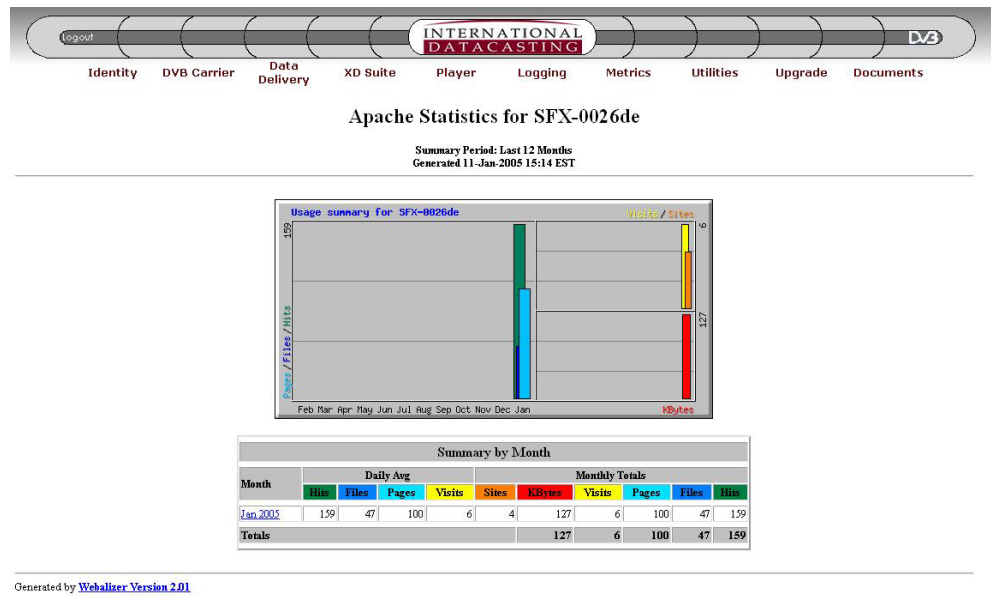 Logout
INTERNATIONAL
DATACASTING
DVB
Identity DVB Carrier Data Delivery XD Suite Player Logging Metrics Utilities Upgrade Documents
Apache Statistics for SFX-0026de
Summary Period: Last 12 Months
Generated 11-Jan-2005 15:14 EST
Usage summary for SFX-0026de
Visits / Sites
159
6
Pages / Files / Hits
127
Feb Mar Apr May Jun Jul Aug Sep Oct Nov Dec Jan
KBytes
Summary by Month
Month Daily Avg Monthly Totals
Hits Files Pages Visits Sites KBytes Visits Pages Files Hits
Jan 2005 159 47 100 6 4 127 6 100 47 159
Totals 127 6 100 47 159
Generated by Webalizer Version 2.01